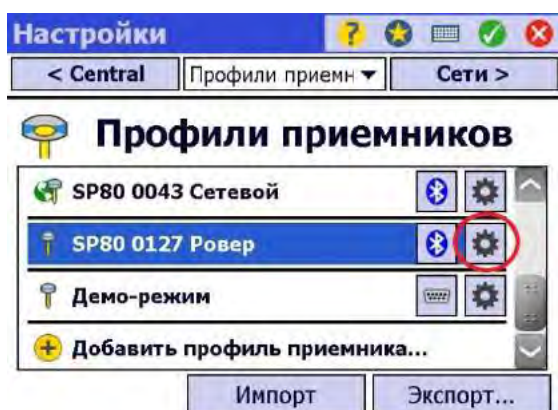 Настройки
?
< Central
Профили приемн
Сети >
Профили приемников
SP80 0043 Сетевой
SP80 0127 Ровер
Демо-режим
Добавить профиль приемника...
Импорт
Экспорт...